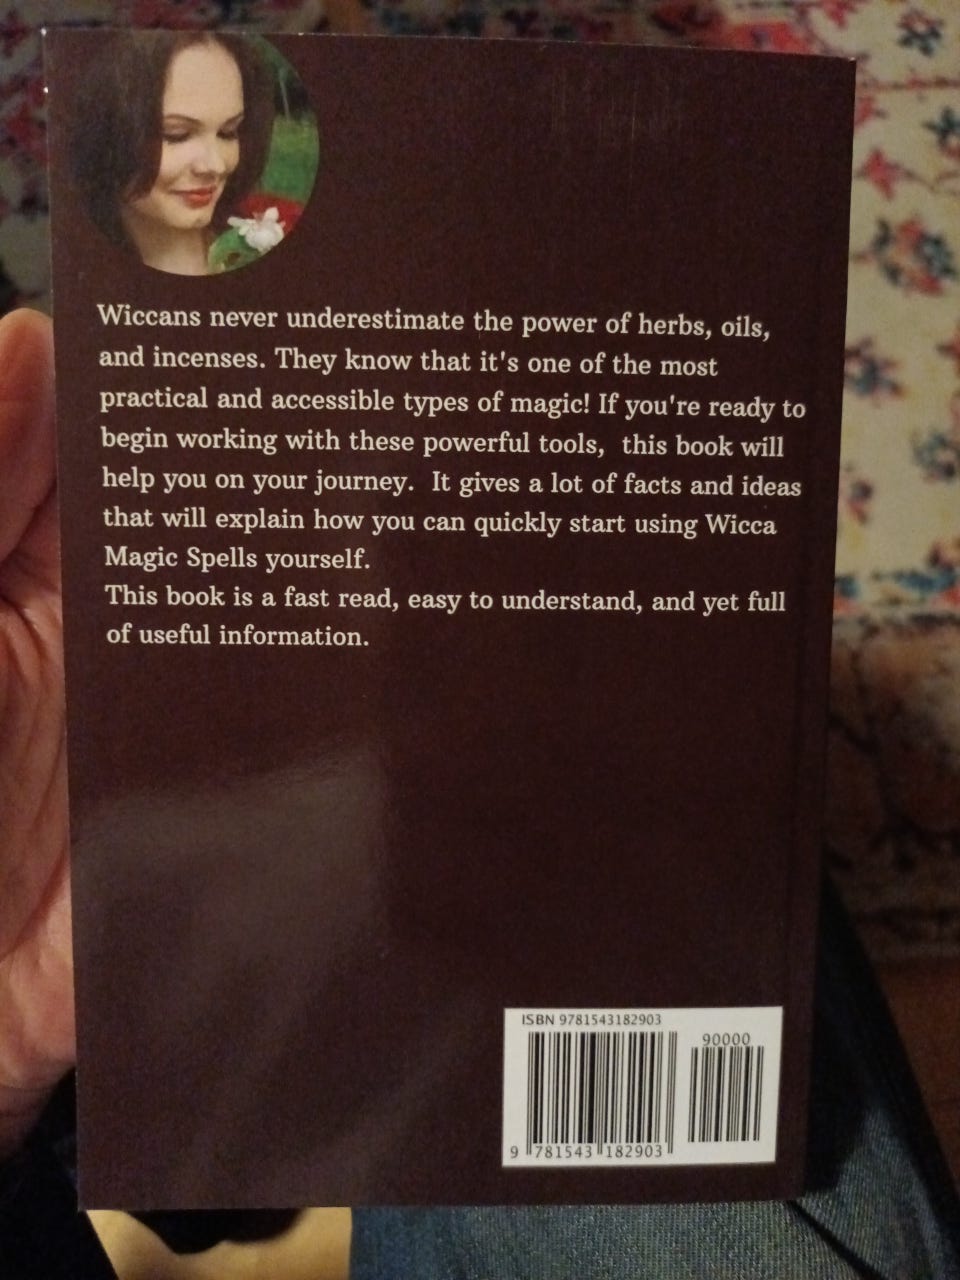 Wiccans never underestimate the power of herbs, oils,
and incenses. They know that it's one of the most
practical and accessible types of magic! If you're ready to
begin working with these powerful tools,  this book will
help you on your journey.  It gives a lot of facts and ideas
that will explain how you can quickly start using Wicca
Magic Spells yourself.
This book is a fast read, easy to understand, and yet full
of useful information.
ISBN 9781543182903
90000
9 781543 182903